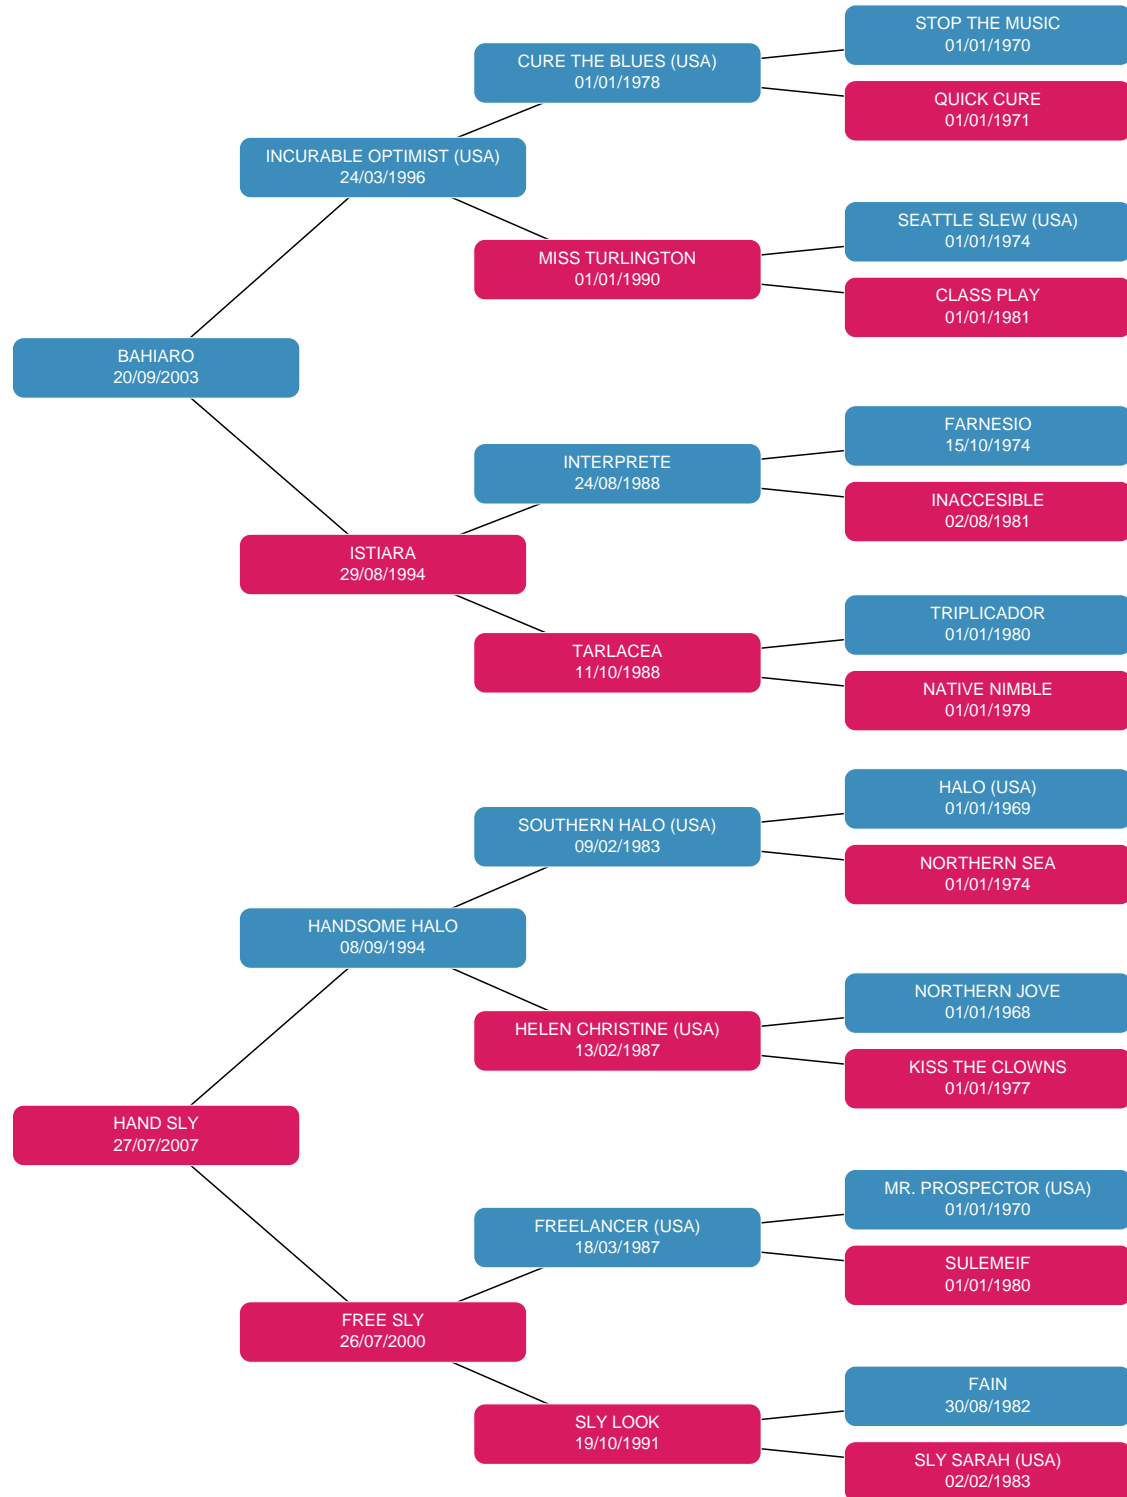 STOP THE MUSIC
01/01/1970
CURE THE BLUES (USA)
01/01/1978
QUICK CURE
01/01/1971
INCURABLE OPTIMIST (USA)
24/03/1996
SEATTLE SLEW (USA)
01/01/1974
MISS TURLINGTON
01/01/1990
CLASS PLAY
01/01/1981
BAHIARO
20/09/2003
FARNESIO
15/10/1974
INTERPRETE
24/08/1988
INACCESIBLE
02/08/1981
ISTIARA
29/08/1994
TRIPLICADOR
01/01/1980
TARLACEA
11/10/1988
NATIVE NIMBLE
01/01/1979
HALO (USA)
01/01/1969
SOUTHERN HALO (USA)
09/02/1983
NORTHERN SEA
01/01/1974
HANDSOME HALO
08/09/1994
NORTHERN JOVE
01/01/1968
HELEN CHRISTINE (USA)
13/02/1987
KISS THE CLOWNS
01/01/1977
HAND SLY
27/07/2007
MR. PROSPECTOR (USA)
01/01/1970
FREELANCER (USA)
18/03/1987
SULEMEIF
01/01/1980
FREE SLY
26/07/2000
FAIN
30/08/1982
SLY LOOK
19/10/1991
SLY SARAH (USA)
02/02/1983